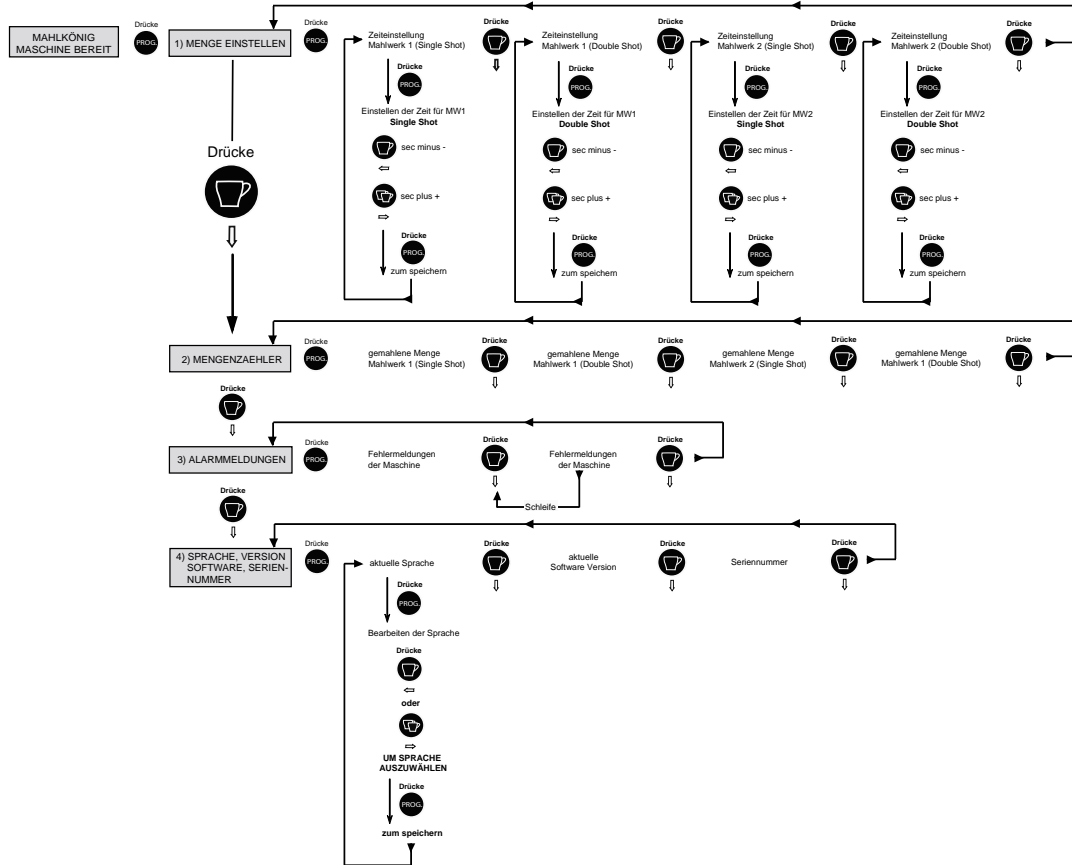 MAHLKÖNIG
MASCHINE BEREIT
Drücke
PROG.
1) MENGE EINSTELLEN
Drücke
PROG.
Zeiteinstellung
Mahlwerk 1 (Single Shot)
Drücke
Zeiteinstellung
Mahlwerk 1 (Double Shot)
Drücke
Zeiteinstellung
Mahlwerk 2 (Single Shot)
Drücke
Zeiteinstellung
Mahlwerk 2 (Double Shot)
Drücke
Drücke
PROG.
Einstellen der Zeit für MW1
Single Shot
sec minus -
sec plus +
Drücke
PROG.
zum speichern
Drücke
PROG.
Einstellen der Zeit für MW1
Double Shot
sec minus -
sec plus +
Drücke
PROG.
zum speichern
Drücke
PROG.
Einstellen der Zeit für MW2
Single Shot
sec minus -
sec plus +
Drücke
PROG.
zum speichern
Drücke
PROG.
Einstellen der Zeit für MW2
Double Shot
sec minus -
sec plus +
Drücke
PROG.
zum speichern
Drücke
2) MENGENZAEHLER
Drücke
PROG.
gemahlene Menge
Mahlwerk 1 (Single Shot)
Drücke
gemahlene Menge
Mahlwerk 1 (Double Shot)
Drücke
gemahlene Menge
Mahlwerk 2 (Single Shot)
Drücke
gemahlene Menge
Mahlwerk 1 (Double Shot)
Drücke
Drücke
3) ALARMMELDUNGEN
Drücke
PROG.
Fehlermeldungen
der Maschine
Drücke
Fehlermeldungen
der Maschine
Drücke
Schleife
Drücke
4) SPRACHE, VERSION
SOFTWARE, SERIEN-
NUMMER
Drücke
PROG.
aktuelle Sprache
Drücke
aktuelle
Software Version
Drücke
Seriennummer
Drücke
Drücke
PROG.
Bearbeiten der Sprache
Drücke
oder
UM SPRACHE
AUSZUWÄHLEN
Drücke
PROG.
zum speichern